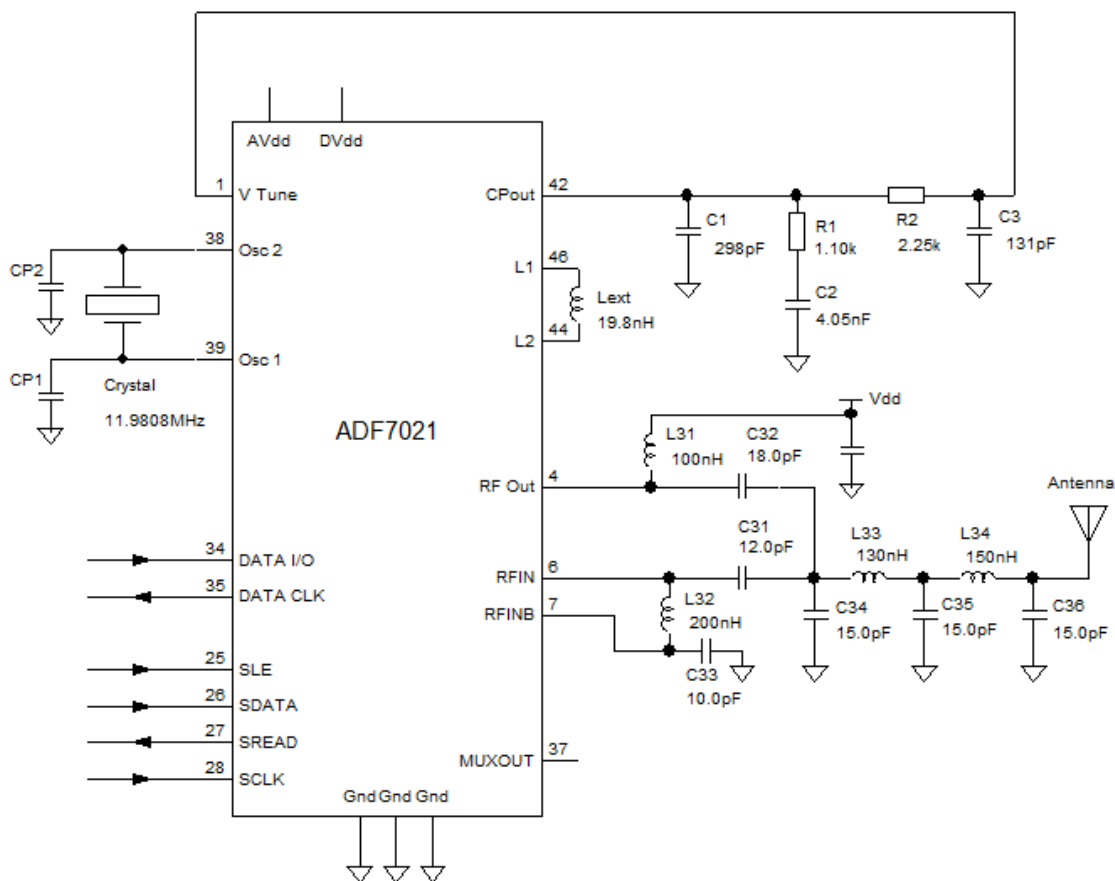 AVdd
DVdd
1
V Tune
CPout
42
C1
298pF
R1
1.10k
R2
2.25k
C3
131pF
38
Osc 2
CP2
46
L1
Lext
19.8nH
C2
4.05nF
44
L2
39
Osc 1
CP1
Crystal
11.9808MHz
ADF7021
Vdd
L31
100nH
C32
18.0pF
4
RF Out
Antenna
C31
12.0pF
L33
130nH
L34
150nH
34
DATA I/O
6
RFIN
35
DATA CLK
7
RFINB
L32
200nH
C34
15.0pF
C35
15.0pF
C36
15.0pF
C33
10.0pF
25
SLE
26
SDATA
27
SREAD
28
SCLK
MUXOUT
37
Gnd Gnd Gnd